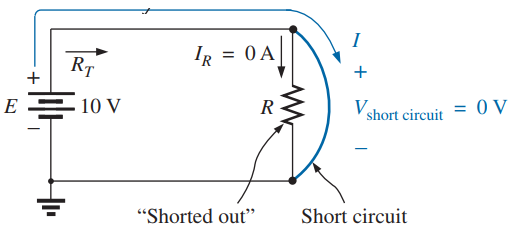 I
R_T
I_R = 0 A
+
+
E
10 V
R
V_short circuit = 0 V
–
–
"Shorted out"
Short circuit